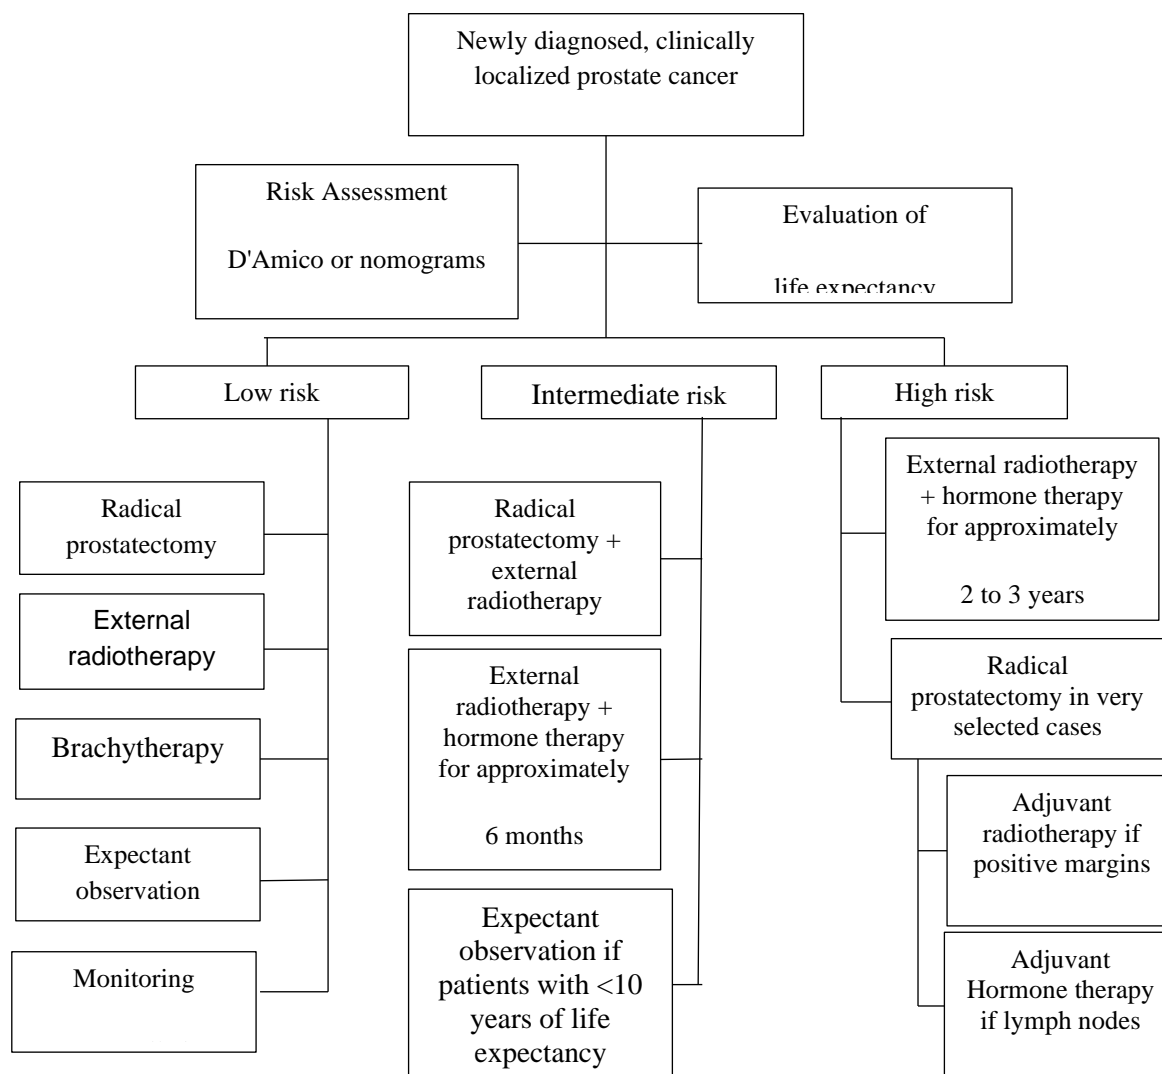 Newly diagnosed, clinically
localized prostate cancer
Risk Assessment
D'Amico or nomograms
Evaluation of
life expectancy
Low risk
Intermediate risk
High risk
Radical
prostatectomy
External
radiotherapy
Brachytherapy
Expectant
observation
Monitoring
Radical
prostatectomy +
external
radiotherapy
External
radiotherapy +
hormone therapy
for approximately
6 months
Expectant
observation if
patients with <10
years of life
expectancy
External radiotherapy
+ hormone therapy
for approximately
2 to 3 years
Radical
prostatectomy in very
selected cases
Adjuvant
radiotherapy if
positive margins
Adjuvant
Hormone therapy
if lymph nodes